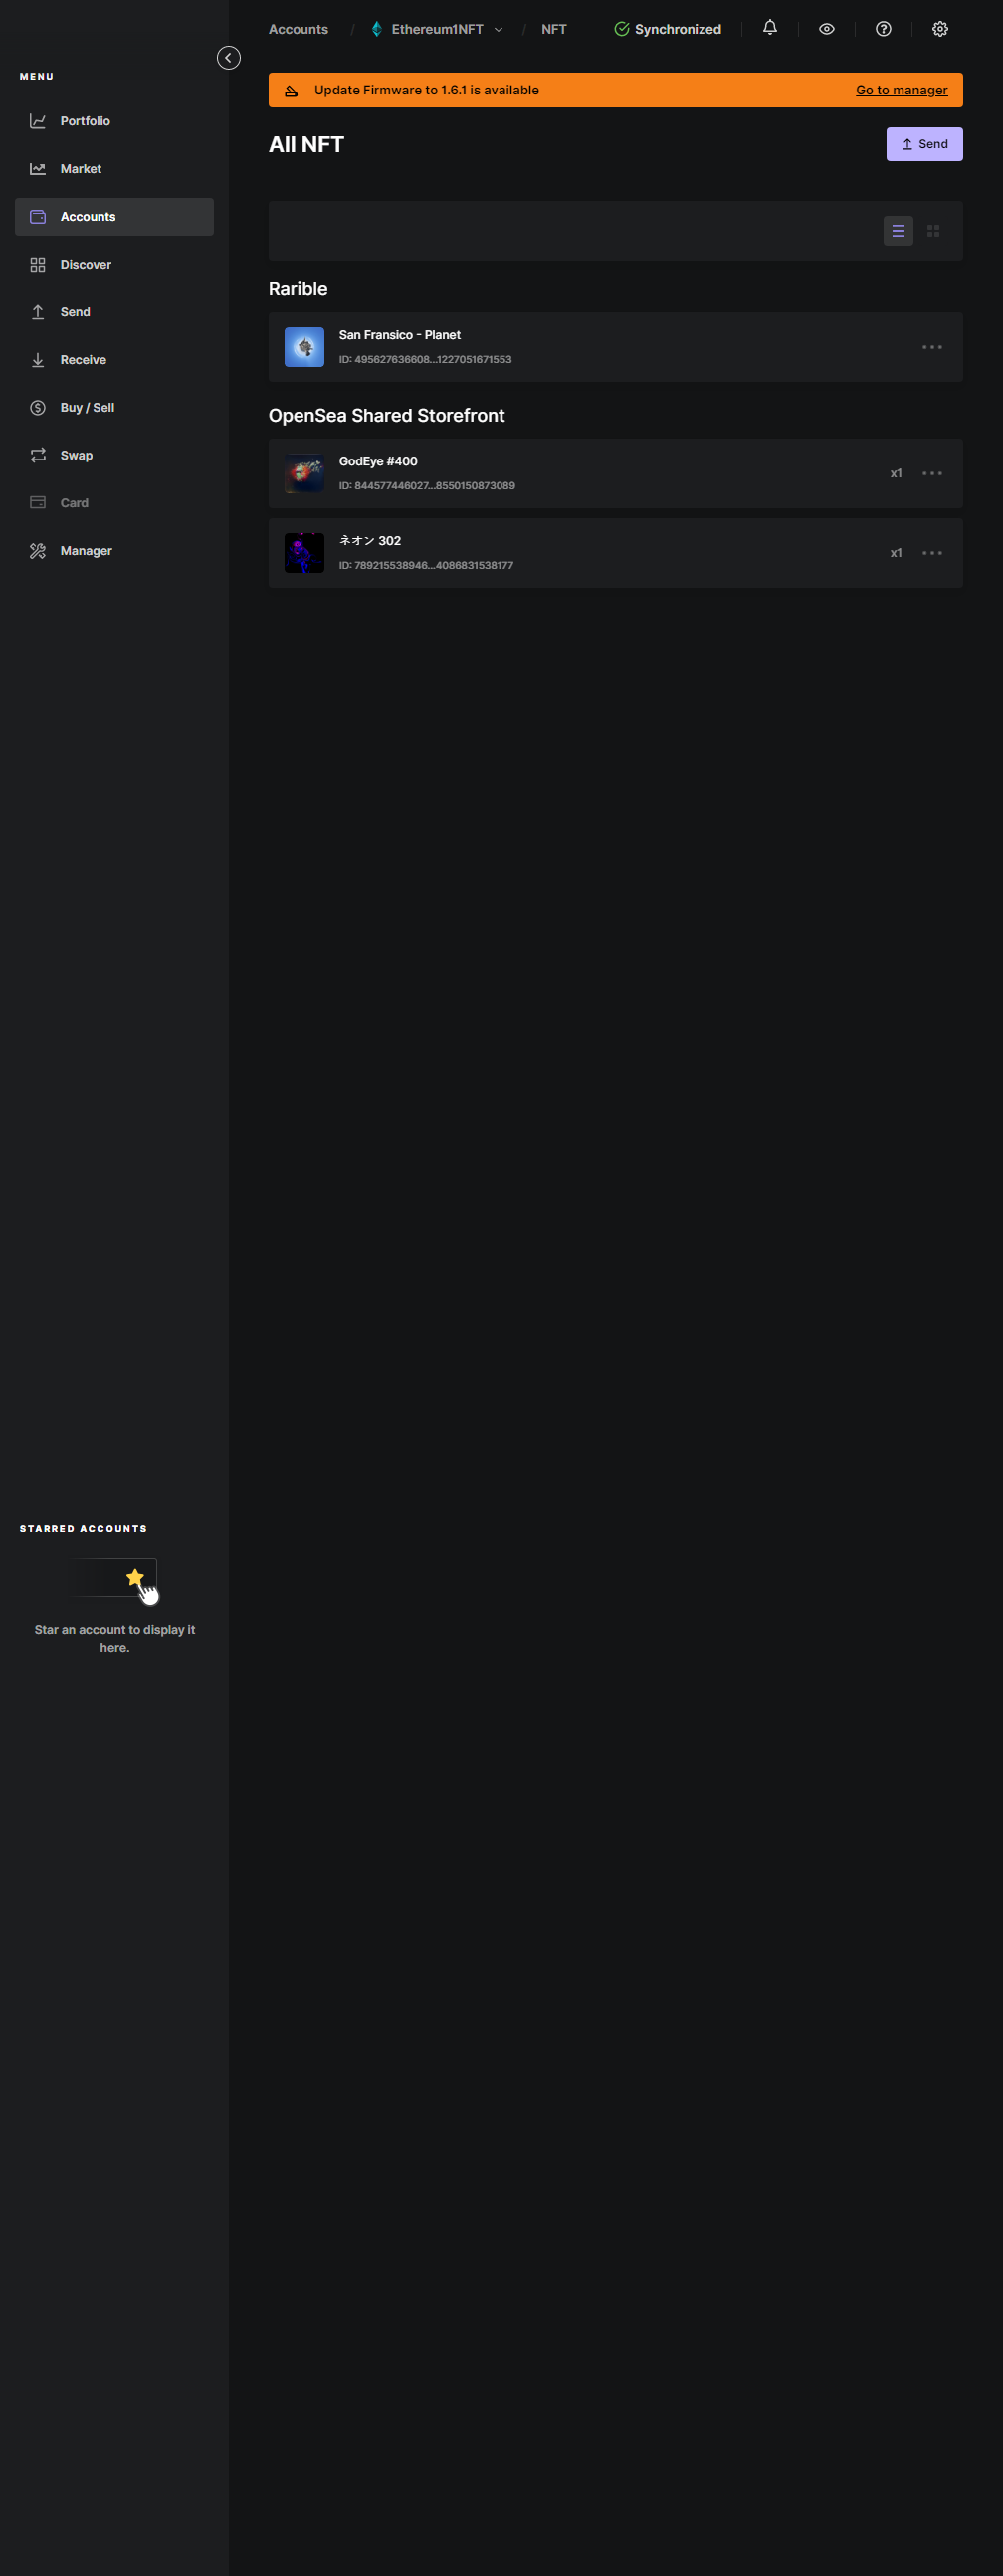 MENU
Portfolio
Market
Accounts
Discover
Send
Receive
Buy / Sell
Swap
Card
Manager
STARRED ACCOUNTS
Star an account to display it
here.
Accounts / Ethereum1NFT / NFT
Synchronized
Update Firmware to 1.6.1 is available
Go to manager
All NFT
Send
Rarible
San Fransico - Planet
ID: 495627636608...1227051671553
OpenSea Shared Storefront
GodEye #400
ID: 844577446027...8550150873089
x1
ネオン 302
ID: 789215538946...4086831538177
x1